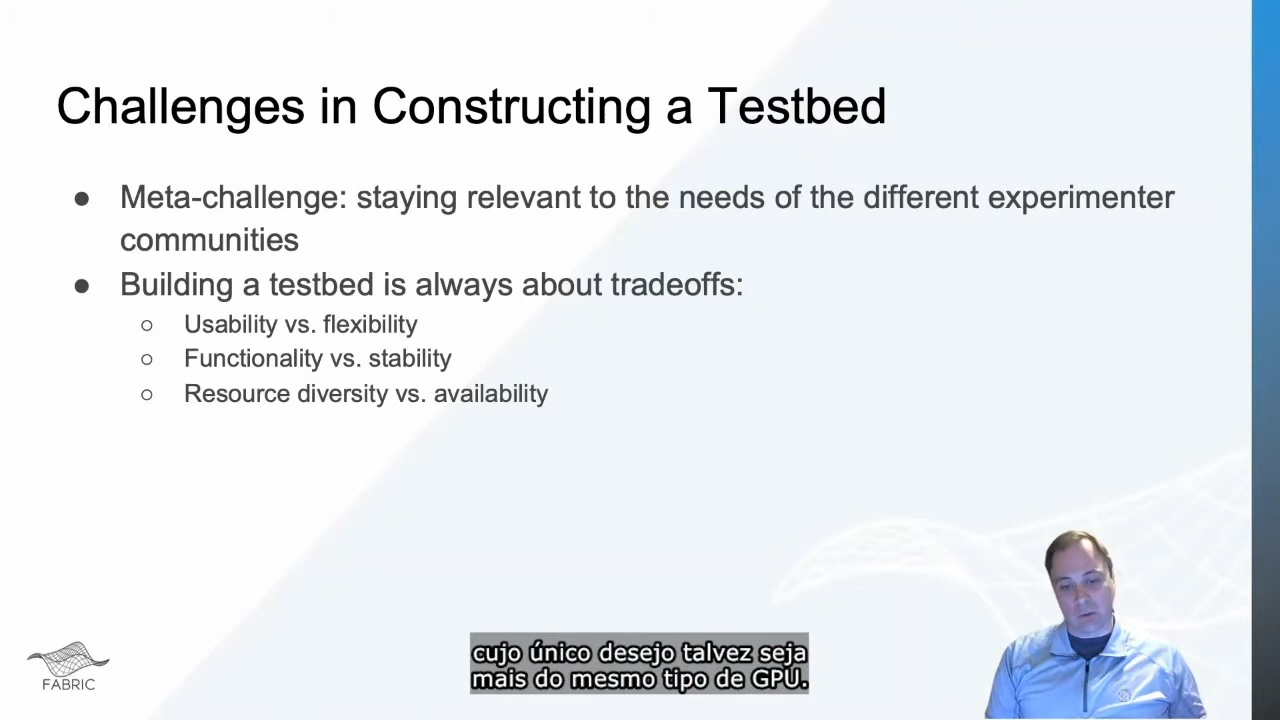 Challenges in Constructing a Testbed
● Meta-challenge: staying relevant to the needs of the different experimenter
communities
● Building a testbed is always about tradeoffs:
○ Usability vs. flexibility
○ Functionality vs. stability
○ Resource diversity vs. availability
cujo único desejo talvez seja
mais do mesmo tipo de GPU.
FABRIC